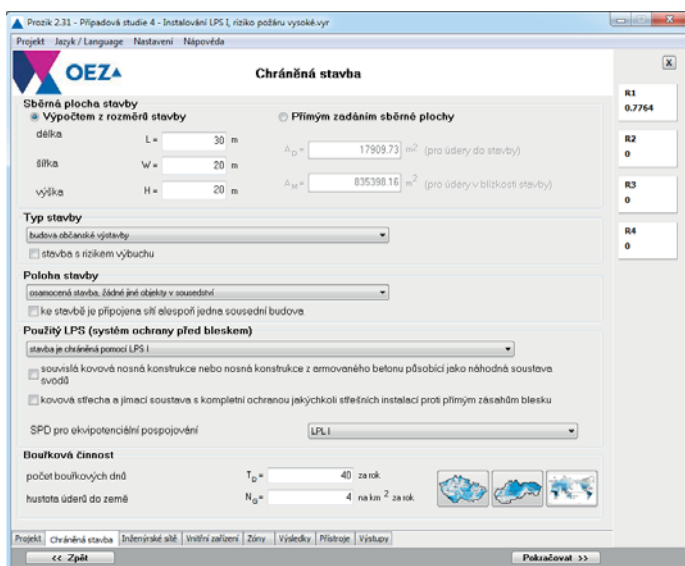 Prozik 2.31 - Případová studie 4 - Instalování LPS I, riziko požáru vysoké.vyr
Projekt Jazyk / Language Nastavení Nápověda
OEZ
Chráněná stavba
X
Sběrná plocha stavby
Výpočtem z rozměrů stavby
Přímým zadáním sběrné plochy
délka L = 30 m
šířka W = 20 m
výška H = 20 m
A D = 17909.73 m2 (pro údery do stavby)
A M = 835398.16 m2 (pro údery v blízkosti stavby)
R1
0.7764
R2
0
R3
0
R4
0
Typ stavby
budova občanské výstavby
stavba s rizikem výbuchu
Poloha stavby
osamocená stavba, žádné jiné objekty v sousedství
ke stavbě je připojena sítí alespoň jedna sousední budova
Použitý LPS (systém ochrany před bleskem)
stavba je chráněná pomocí LPS I
souvislá kovová nosná konstrukce nebo nosná konstrukce z armovaného betonu působící jako náhodná soustava
svodů
kovová střecha a jímací soustava s kompletní ochranou jakýchkoli střešních instalací proti přímým zásahům blesku
SPD pro ekvipotenciální pospojování LPL I
Bouřková činnost
počet bouřkových dnů T D = 40 za rok
hustota úderů do země N G = 4 na km 2 za rok
Projekt Chráněná stavba Inženýrské sítě Vnitřní zařízení Zóny Výsledky Přístroje Výstupy
<< Zpět Pokračovat >>